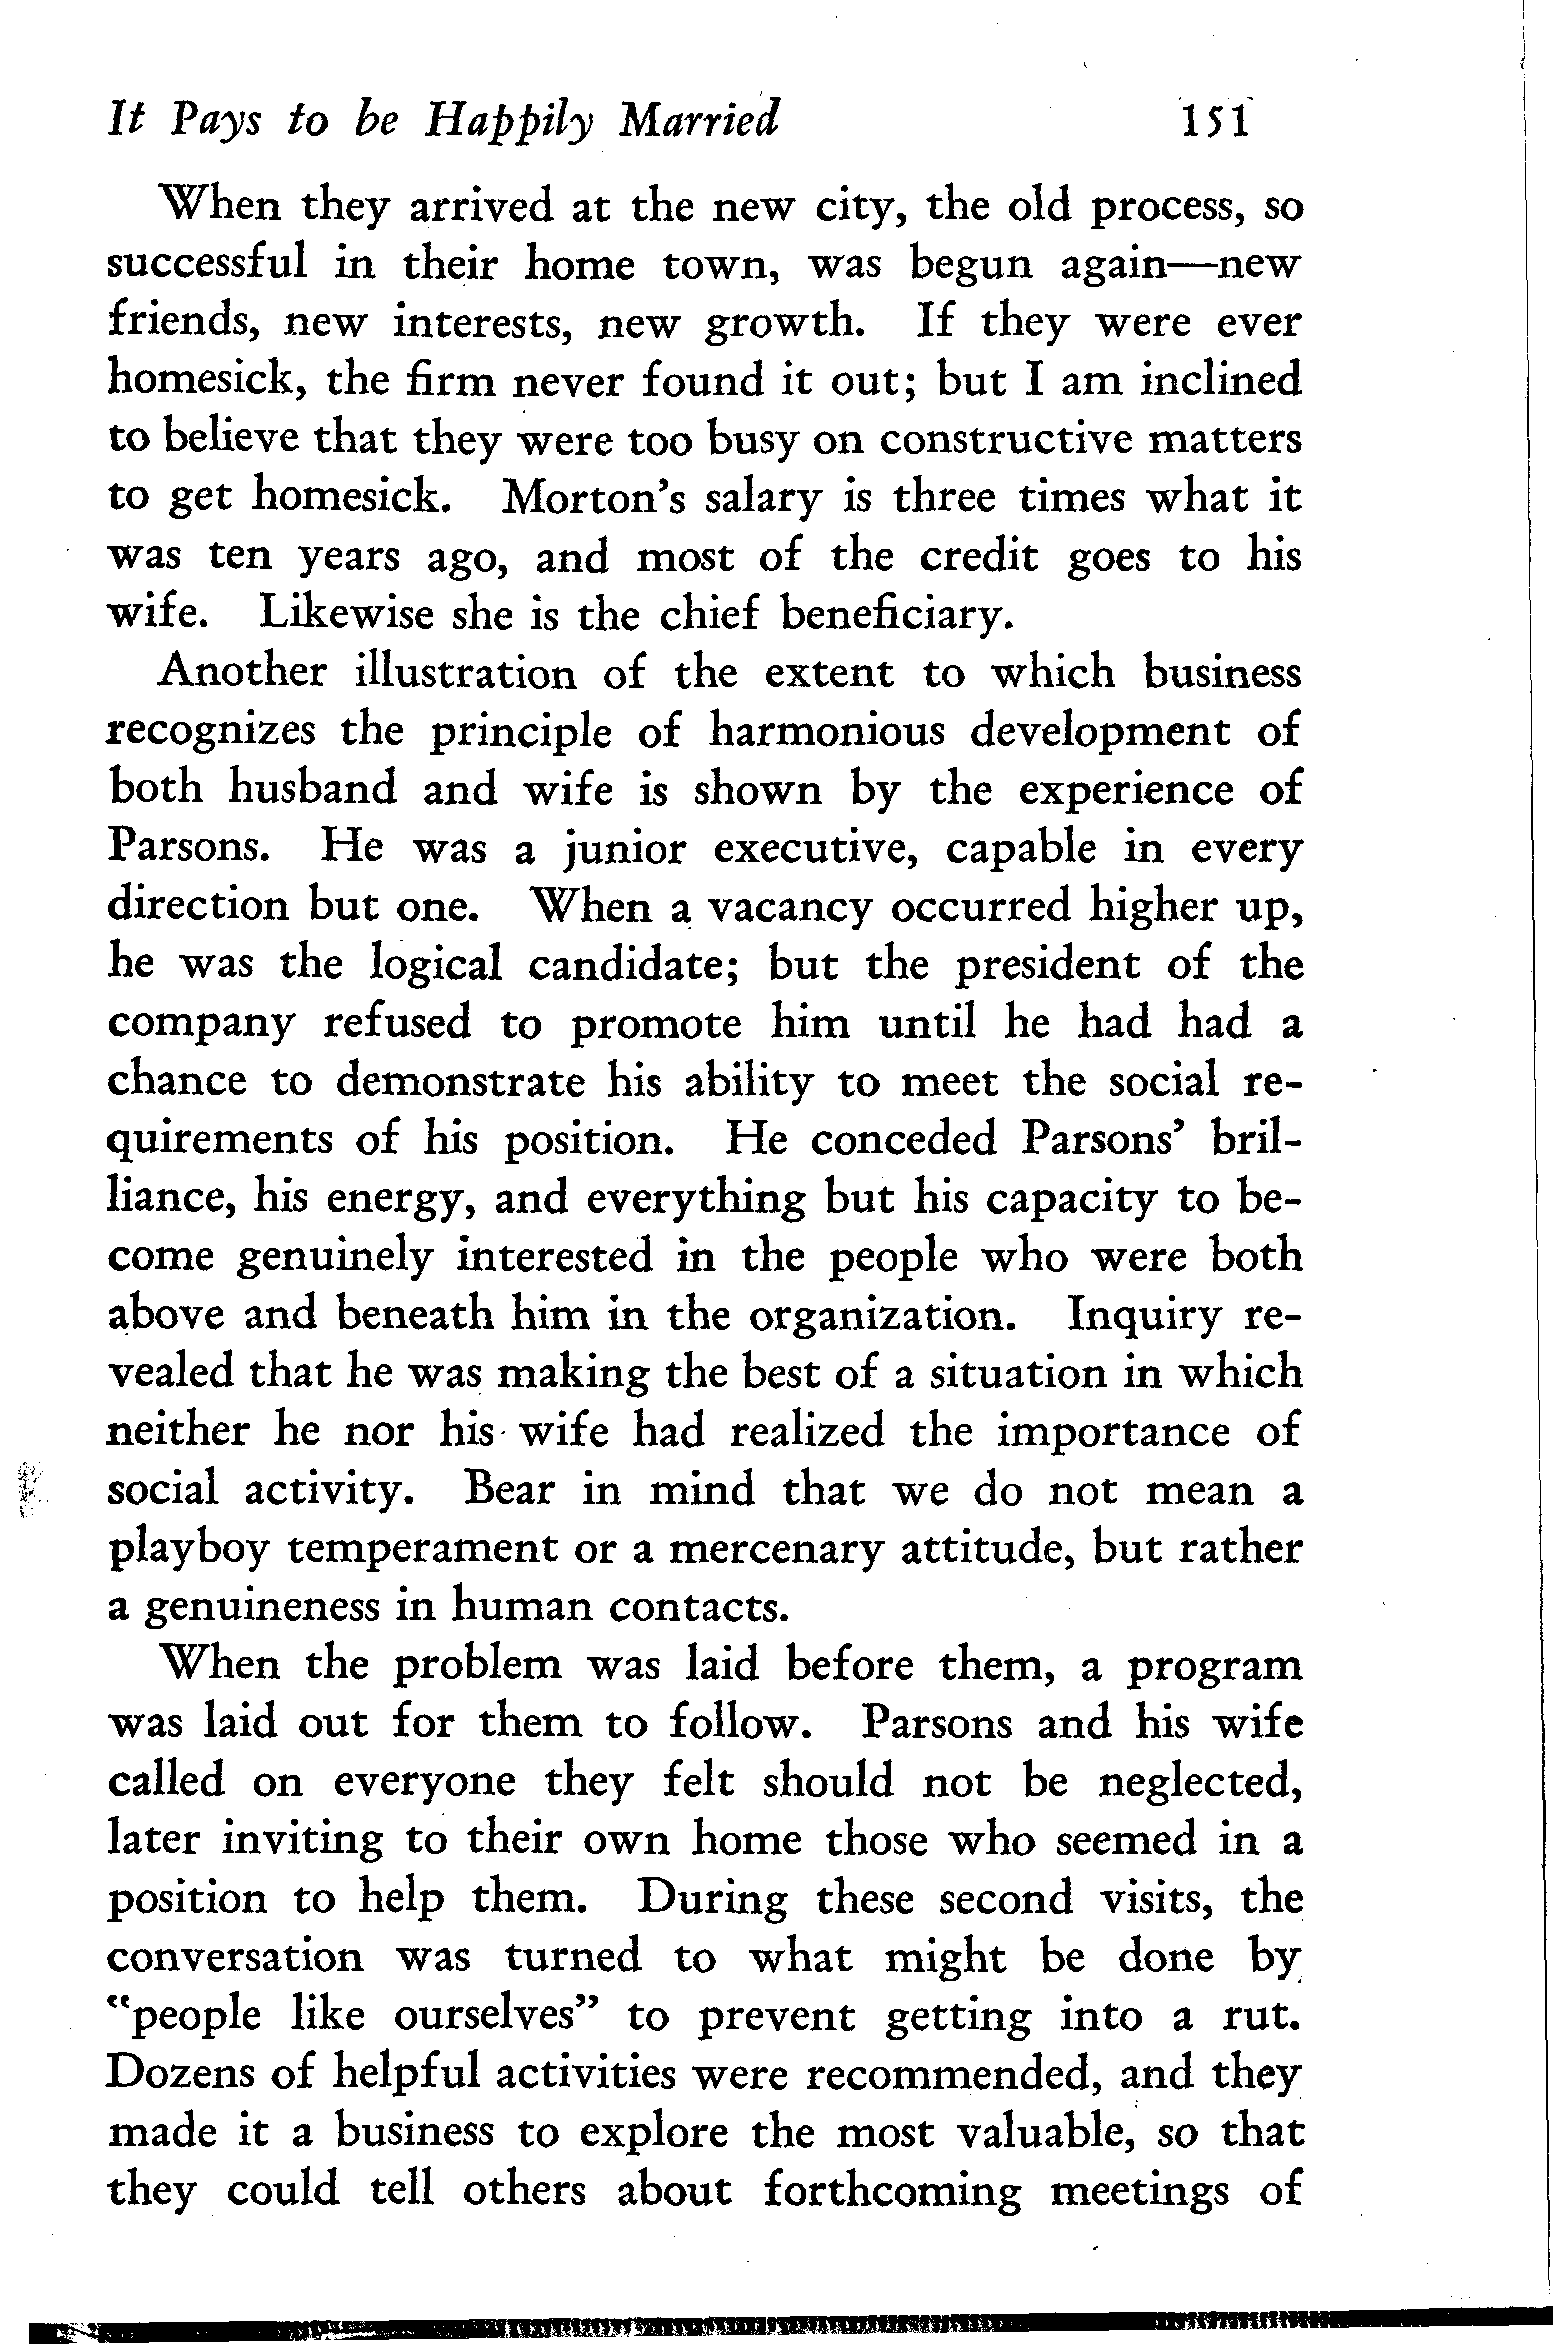 It Pays to be Happily Married 151
When they arrived at the new city, the old process, so
successful in their home town, was begun again—new
friends, new interests, new growth. If they were ever
homesick, the firm never found it out; but I am inclined
to believe that they were too busy on constructive matters
to get homesick. Morton's salary is three times what it
was ten years ago, and most of the credit goes to his
wife. Likewise she is the chief beneficiary.
Another illustration of the extent to which business
recognizes the principle of harmonious development of
both husband and wife is shown by the experience of
Parsons. He was a junior executive, capable in every
direction but one. When a vacancy occurred higher up,
he was the logical candidate; but the president of the
company refused to promote him until he had had a
chance to demonstrate his ability to meet the social re-
quirements of his position. He conceded Parsons' bril-
liance, his energy, and everything but his capacity to be-
come genuinely interested in the people who were both
above and beneath him in the organization. Inquiry re-
vealed that he was making the best of a situation in which
neither he nor his wife had realized the importance of
social activity. Bear in mind that we do not mean a
playboy temperament or a mercenary attitude, but rather
a genuineness in human contacts.
When the problem was laid before them, a program
was laid out for them to follow. Parsons and his wife
called on everyone they felt should not be neglected,
later inviting to their own home those who seemed in a
position to help them. During these second visits, the
conversation was turned to what might be done by
"people like ourselves" to prevent getting into a rut.
Dozens of helpful activities were recommended, and they
made it a business to explore the most valuable, so that
they could tell others about forthcoming meetings of